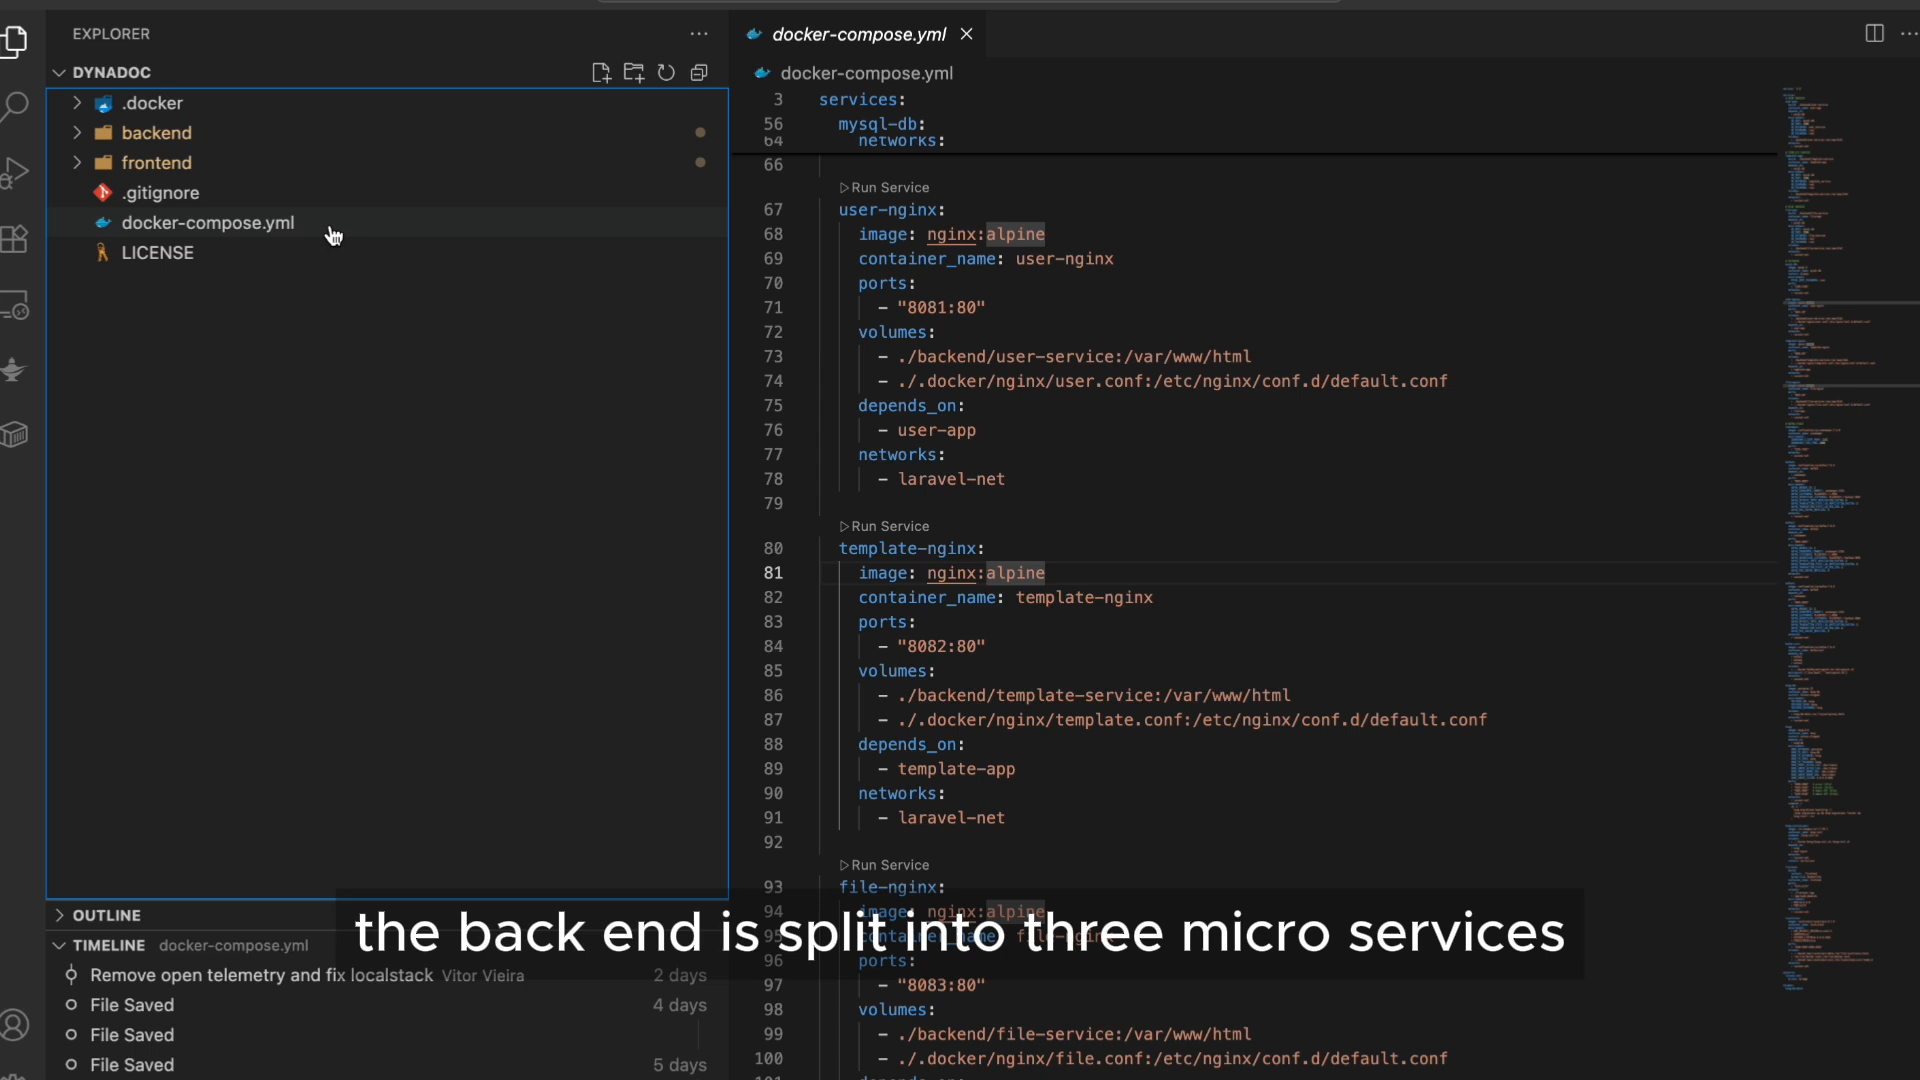 EXPLORER
DYNADOC
.docker
backend
frontend
.gitignore
docker-compose.yml
LICENSE
OUTLINE
TIMELINE docker-compose.yml
Remove open telemetry and fix localstack Vitor Vieira 2 days
File Saved 4 days
File Saved
File Saved 5 days
docker-compose.yml
docker-compose.yml
3 services:
56 mysql-db:
64 networks:
66
Run Service
67 user-nginx:
68 image: nginx:alpine
69 container_name: user-nginx
70 ports:
71 - "8081:80"
72 volumes:
73 - ./backend/user-service:/var/www/html
74 - ./.docker/nginx/user.conf:/etc/nginx/conf.d/default.conf
75 depends_on:
76 - user-app
77 networks:
78 - laravel-net
79
Run Service
80 template-nginx:
81 image: nginx:alpine
82 container_name: template-nginx
83 ports:
84 - "8082:80"
85 volumes:
86 - ./backend/template-service:/var/www/html
87 - ./.docker/nginx/template.conf:/etc/nginx/conf.d/default.conf
88 depends_on:
89 - template-app
90 networks:
91 - laravel-net
92
Run Service
93 file-nginx:
94 image: nginx:alpine
95 container_name: file-nginx
96 ports:
97 - "8083:80"
98 volumes:
99 - ./backend/file-service:/var/www/html
100 - ./.docker/nginx/file.conf:/etc/nginx/conf.d/default.conf
the back end is split into three micro services